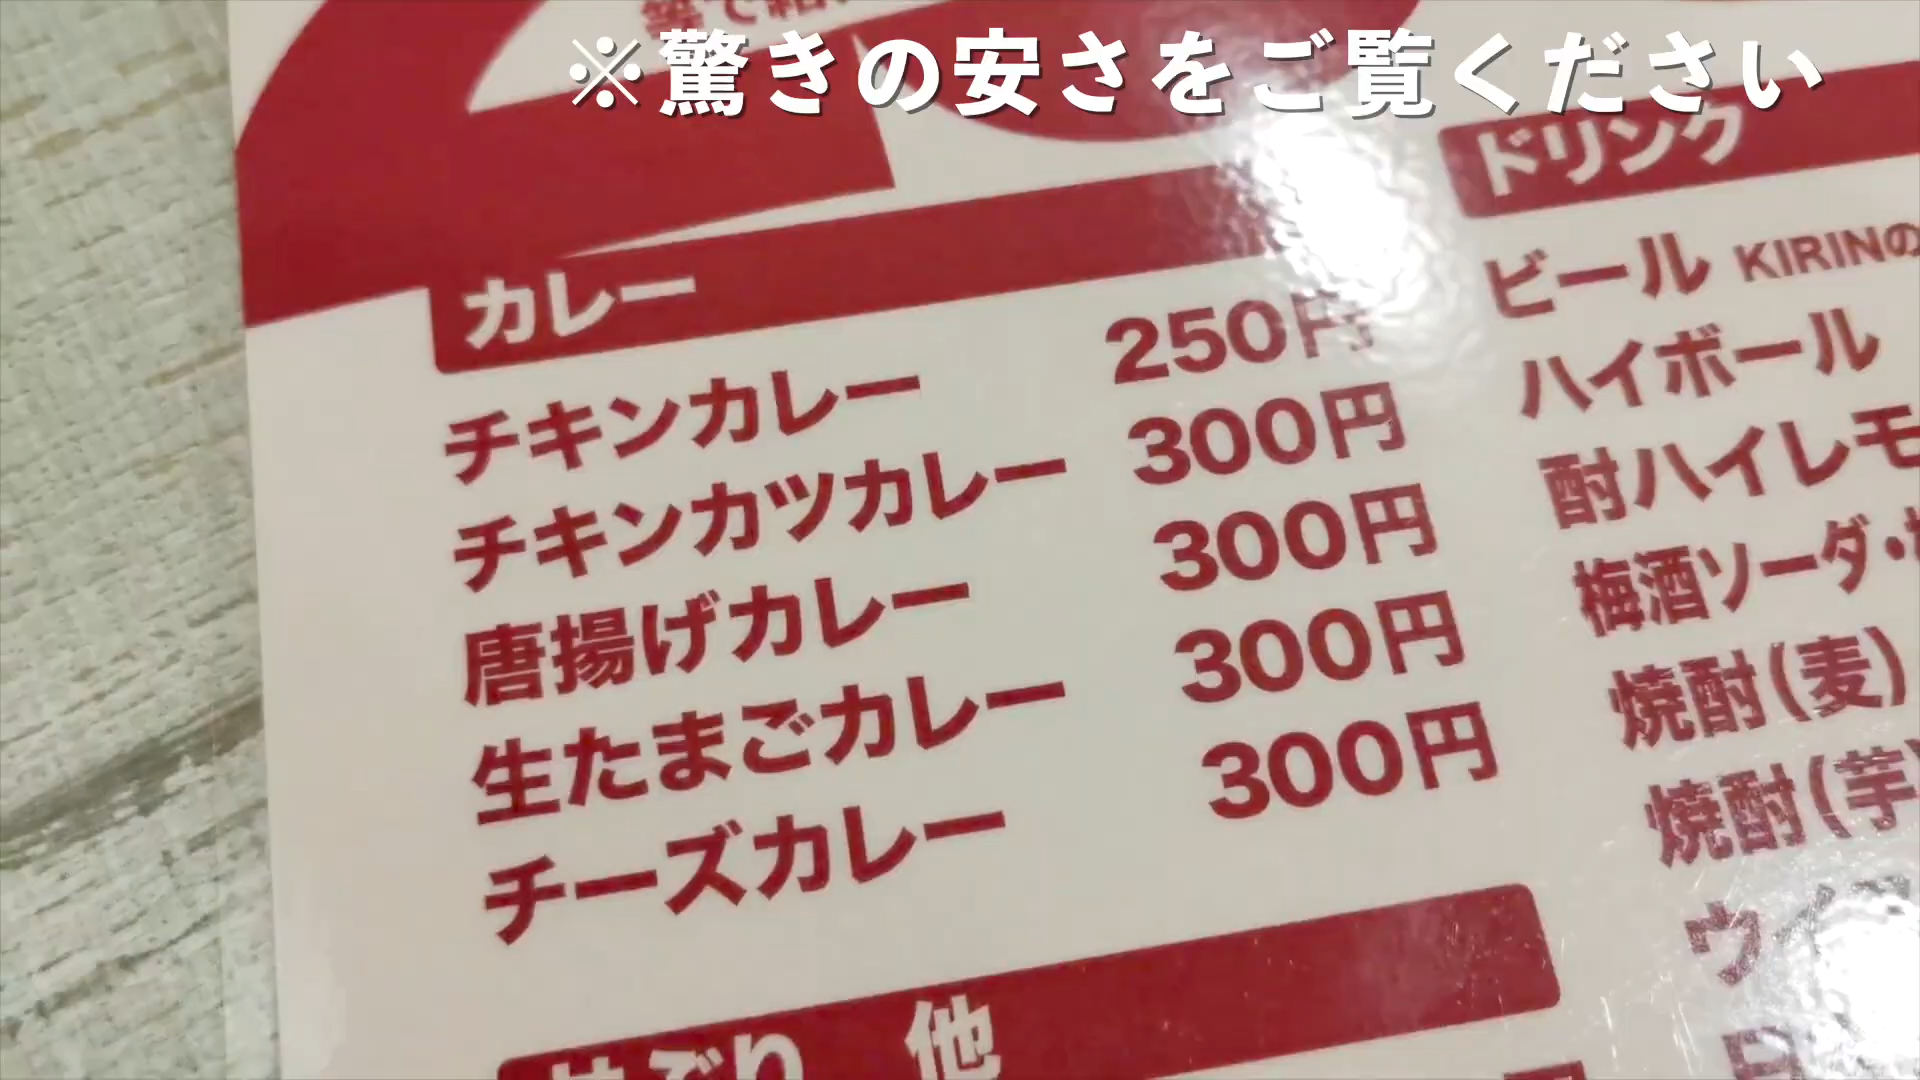 ※驚きの安さをご覧ください
カレー
チキンカレー 250円
チキンカツカレー 300円
唐揚げカレー 300円
生たまごカレー 300円
チーズカレー 300円
他
ドリンク
ビール KIRINの
ハイボール
酎ハイレモ
梅酒ソーダ・
焼酎(麦)
焼酎(芋)